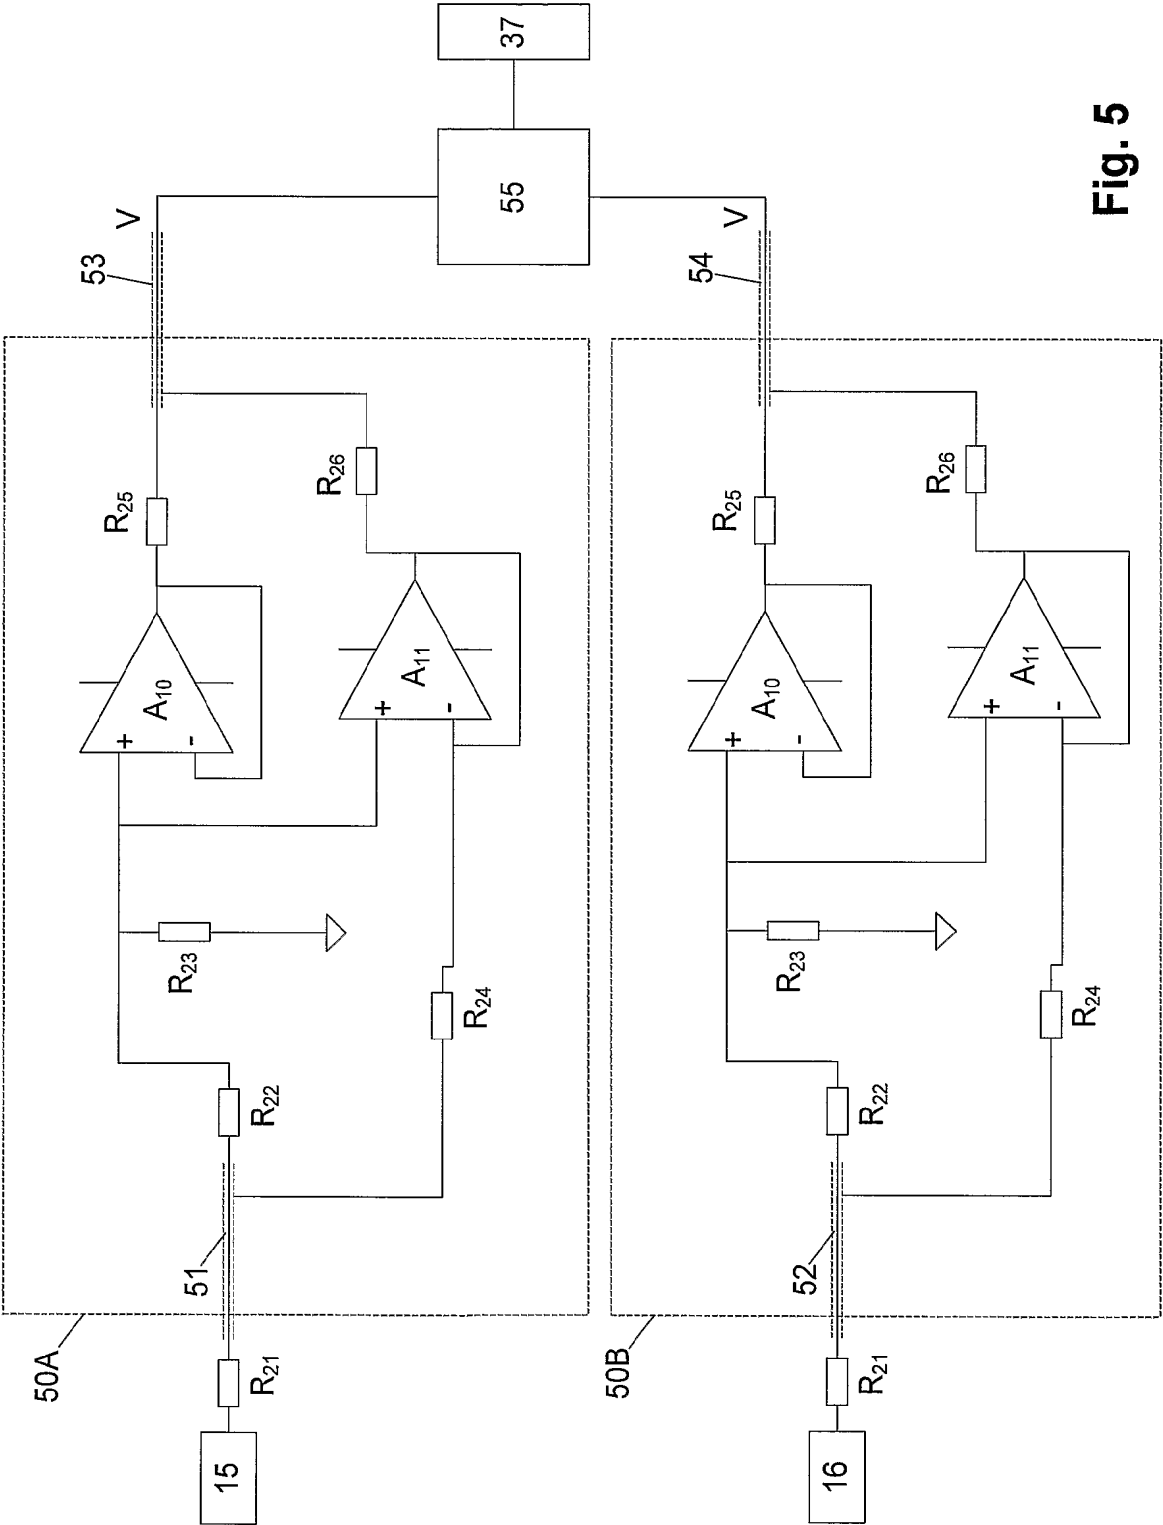 50A
15
R21
51
R22
R24
R23
A10
+
-
A11
+
-
R25
R26
53
V
50B
16
R21
52
R22
R24
R23
A10
+
-
A11
+
-
R25
R26
54
V
55
37
Fig. 5